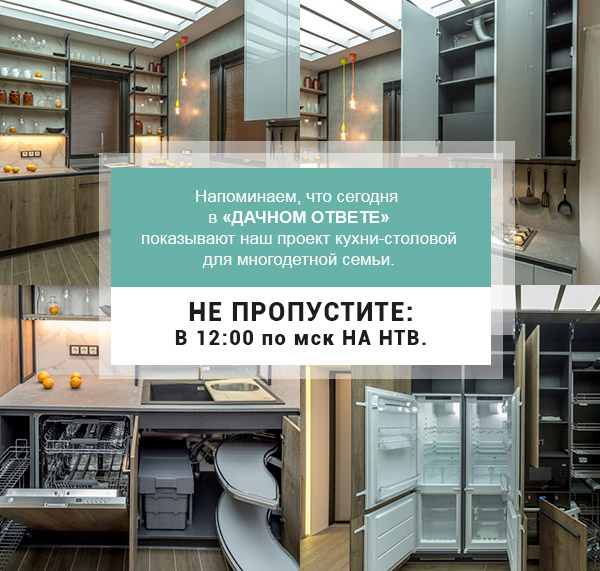 Напоминаем, что сегодня
в «ДАЧНОМ ОТВЕТЕ»
показывают наш проект кухни-столовой
для многодетной семьи.
НЕ ПРОПУСТИТЕ:
В 12:00 по мск НА НТВ.